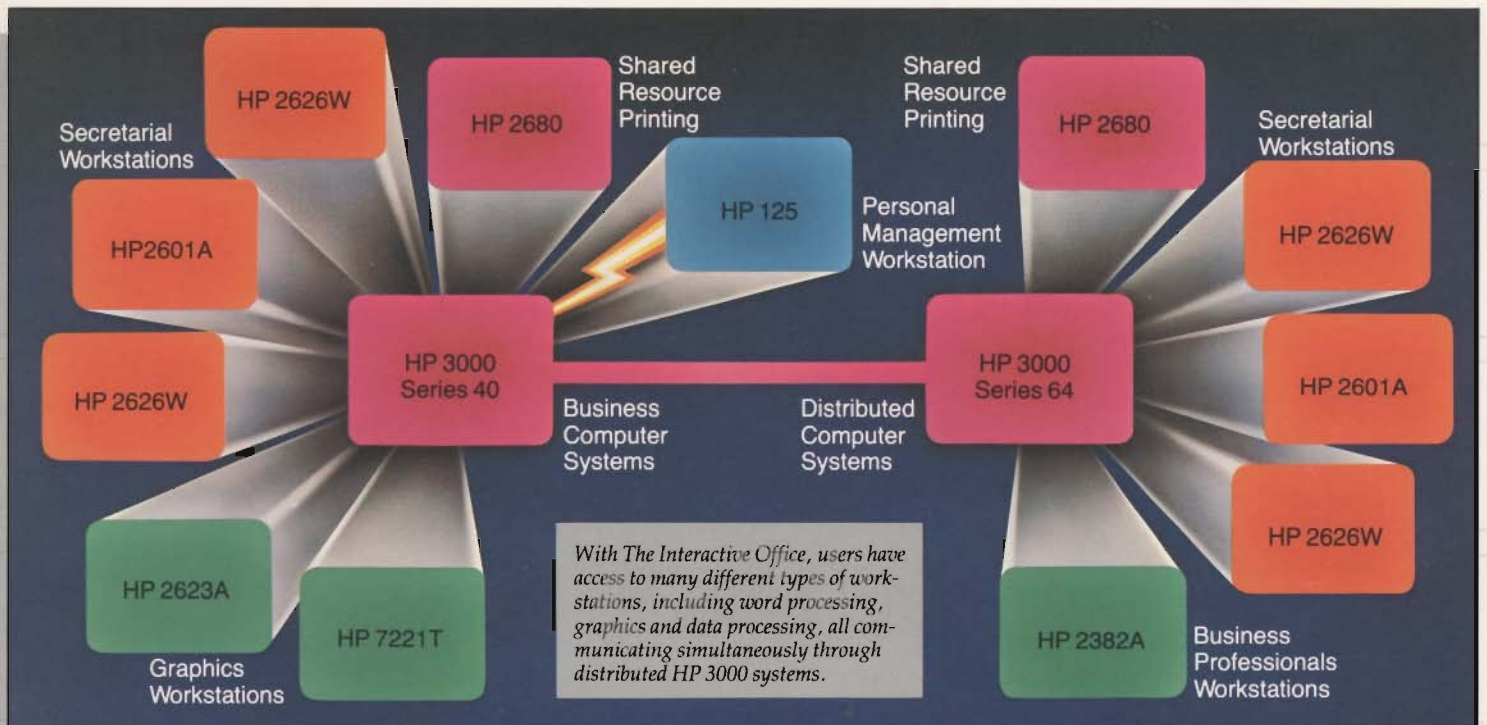 HP 2626W
Secretarial
Workstations
HP2601A
HP 2626W
HP 2680
Shared
Resource
Printing
HP 125
Personal
Management
Workstation
HP 3000
Series 40
Business
Computer
Systems
HP 2623A
Graphics
Workstations
HP 7221T
With The Interactive Office, users have
access to many different types of work-
stations, including word processing,
graphics and data processing, all com-
municating simultaneously through
distributed HP 3000 systems.
Shared
Resource
Printing
HP 2680
Secretarial
Workstations
HP 2626W
HP 3000
Series 64
Distributed
Computer
Systems
HP 2601A
HP 2626W
HP 2382A
Business
Professionals
Workstations